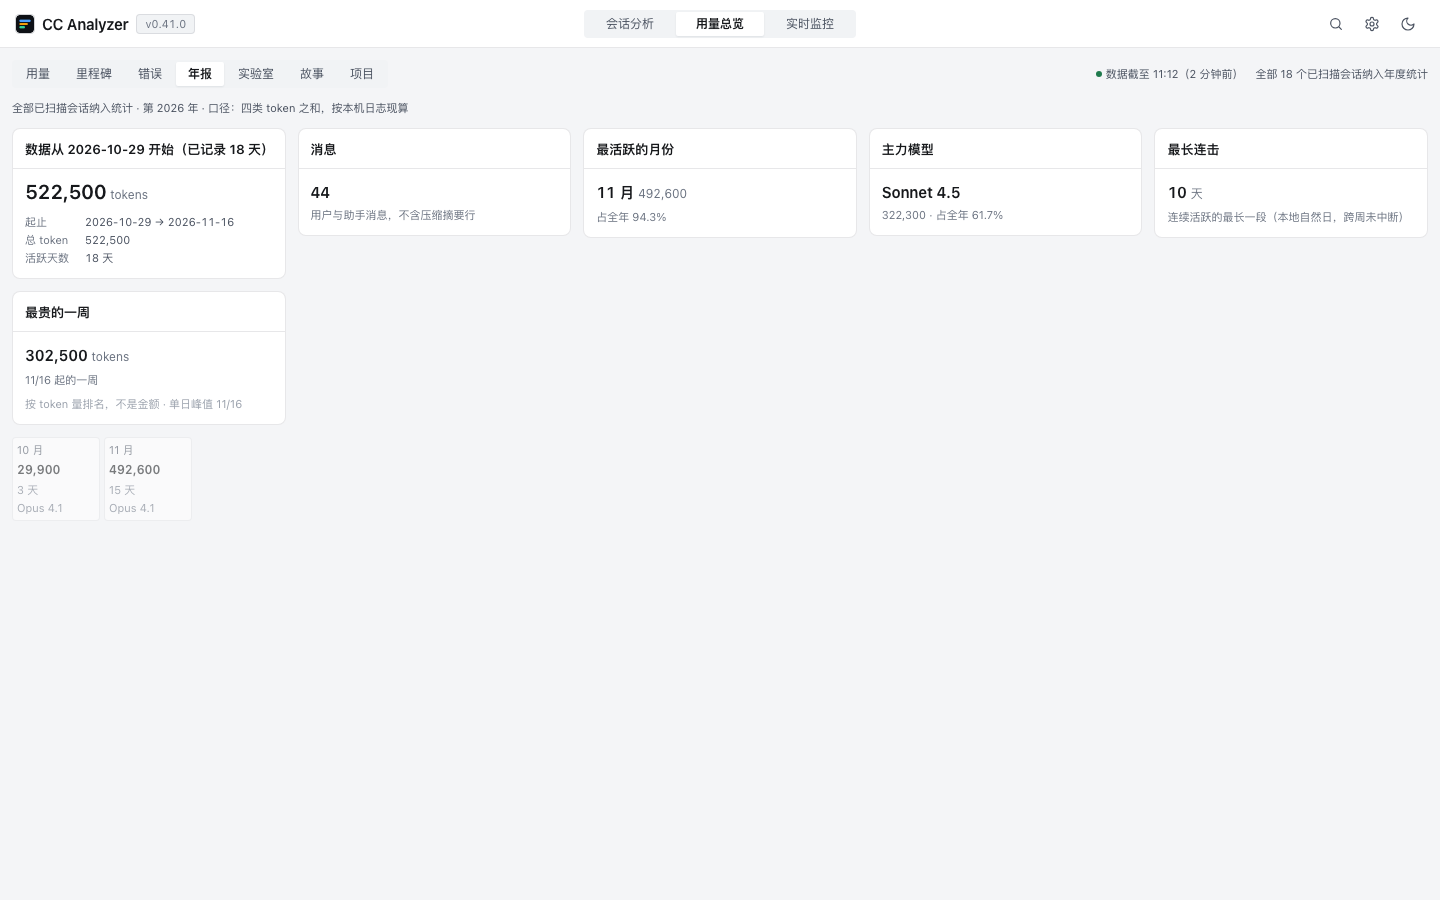 CC Analyzer v0.41.0
会话分析 用量总览 实时监控
用量 里程碑 错误 年报 实验室 故事 项目
数据截至 11:12（2 分钟前） 全部 18 个已扫描会话纳入年度统计
全部已扫描会话纳入统计 · 第 2026 年 · 口径：四类 token 之和，按本机日志现算
数据从 2026-10-29 开始（已记录 18 天）
522,500 tokens
起止 2026-10-29 → 2026-11-16
总 token 522,500
活跃天数 18 天
消息
44
用户与助手消息，不含压缩摘要行
最活跃的月份
11 月 492,600
占全年 94.3%
主力模型
Sonnet 4.5
322,300 · 占全年 61.7%
最长连击
10 天
连续活跃的最长一段（本地自然日，跨周未中断）
最贵的一周
302,500 tokens
11/16 起的一周
按 token 量排名，不是金额 · 单日峰值 11/16
10 月
29,900
3 天
Opus 4.1
11 月
492,600
15 天
Opus 4.1